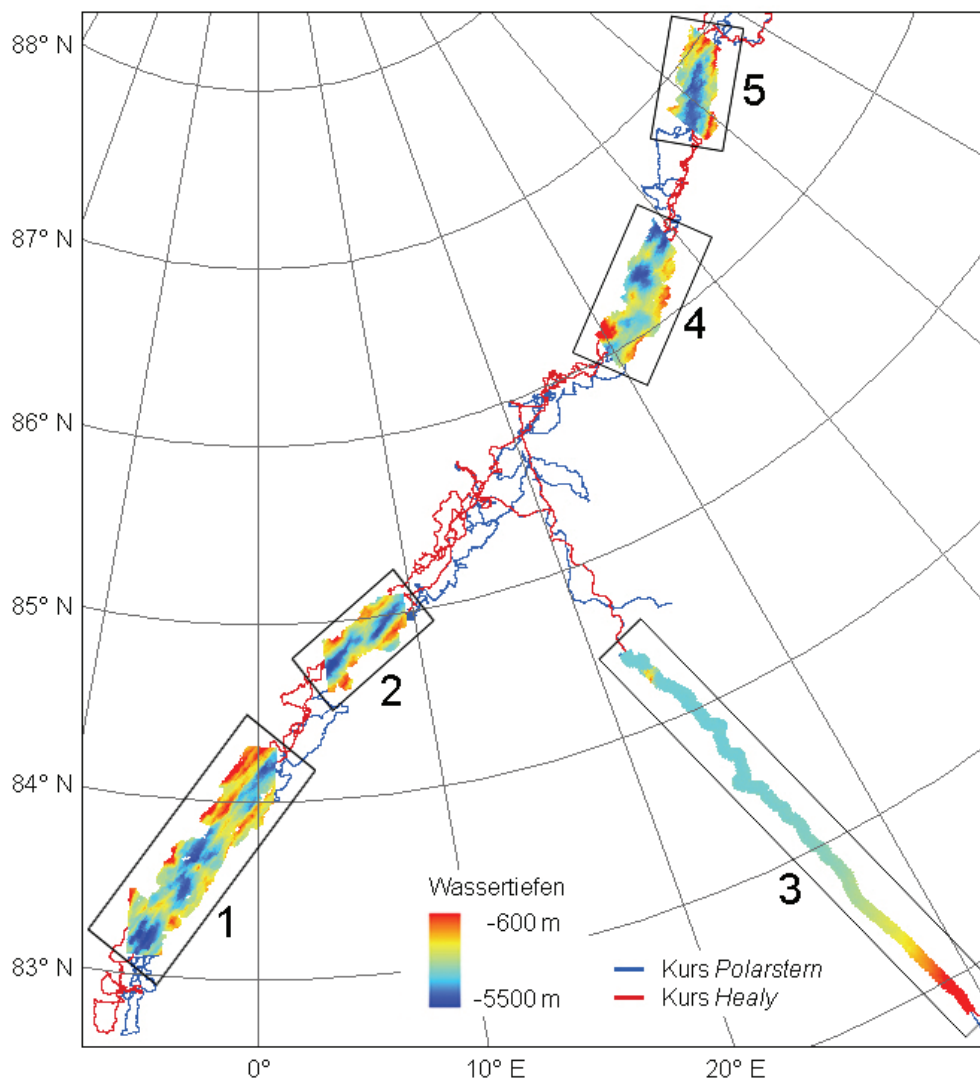 88° N
5
87° N
4
86° N
85° N
2
84° N
3
Wassertiefen
1
-600 m
83° N
Kurs Polarstern
-5500 m
Kurs Healy
0°
10° E
20° E